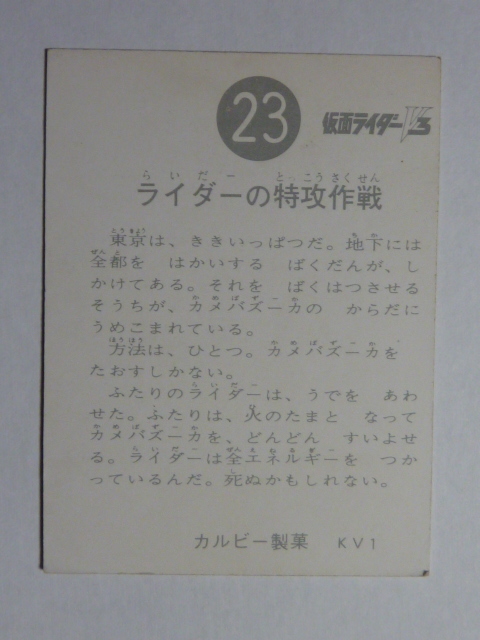 23
仮面ライダーV3
ライダーの特攻作戦
東京は、ききいっぱつだ。地下には
全都を はかいする ばくだんが、し
かけてある。それを ばくはつさせる
そうちが、カメバズーカの からだに
うめこまれている。
方法は、ひとつ。カメバズーカを
たおすしかない。
ふたりのライダーは、うでを あわ
せた。ふたりは、火のたまと なって
カメバズーカを、どんどん すいよせ
る。ライダーは全エネルギーを つか
っているんだ。死ぬかもしれない。
カルビー製菓 KV1